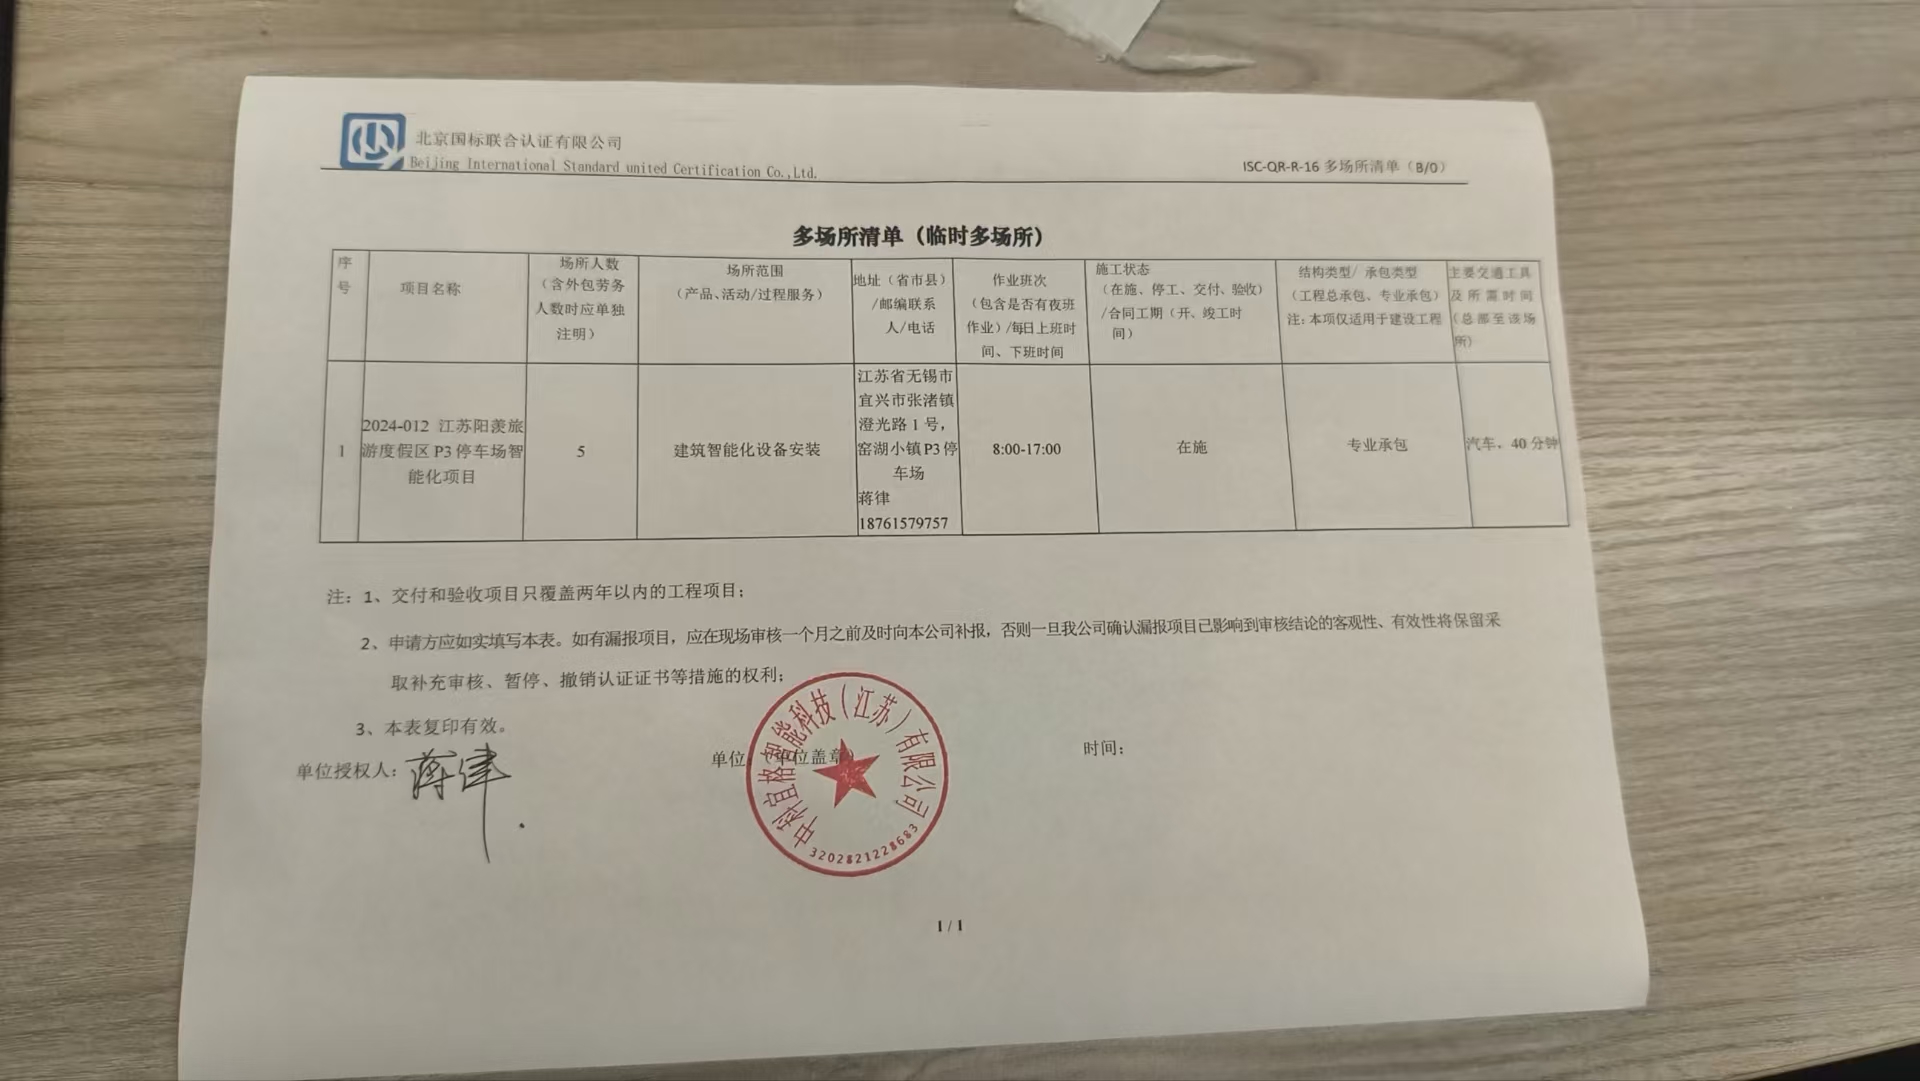 北京国标联合认证有限公司
Beijing International Standard united Certification Co.,Ltd.
ISC-QR-R-16 多场所清单（B/0）
多场所清单（临时多场所）
序号
项目名称
场所人数
（含外包劳务
人数时应单独
注明）
场所范围
（产品、活动/过程服务）
地址（省市县）
/邮编联系
人/电话
作业班次
（包含是否有夜班
作业）/每日上班时
间、下班时间
施工状态
（在施、停工、交付、验收）
/合同工期（开、竣工时
间）
结构类型/ 承包类型
（工程总承包、专业承包）
注：本项仅适用于建设工程
主要交通工具
及所需时间
（总部至该场
所）
1
2024-012 江苏阳羡旅
游度假区 P3 停车场智
能化项目
5
建筑智能化设备安装
江苏省无锡市
宜兴市张渚镇
澄光路 1 号，
窑湖小镇 P3 停
车场
蒋律
18761579757
8:00-17:00
在施
专业承包
汽车，40 分钟
注：1、交付和验收项目只覆盖两年以内的工程项目；
2、申请方应如实填写本表。如有漏报项目，应在现场审核一个月之前及时向本公司补报，否则一旦我公司确认漏报项目已影响到审核结论的客观性、有效性将保留采
取补充审核、暂停、撤销认证证书等措施的权利；
3、本表复印有效。
单位授权人：蒋律
单位：（单位盖章）
时间：
中科宜格智能科技（江苏）有限公司
3202821228683
1 / 1